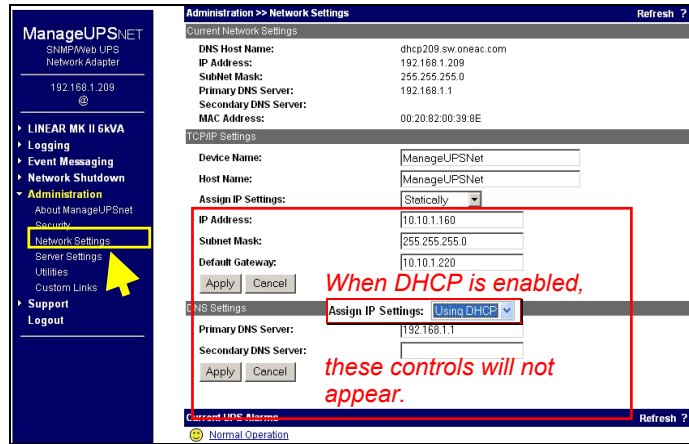 ManageUPSNET
SNMP/Web UPS
Network Adapter
192.168.1.209
@
LINEAR MK II 6kVA
Logging
Event Messaging
Network Shutdown
Administration
About ManageUPSnet
Security
Network Settings
Server Settings
Utilities
Custom Links
Support
Logout
Administration >> Network Settings Refresh ?
Current Network Settings
DNS Host Name: dhcp209.sw.oneac.com
IP Address: 192.168.1.209
SubNet Mask: 255.255.255.0
Primary DNS Server: 192.168.1.1
Secondary DNS Server:
MAC Address: 00:20:82:00:39:8E
TCP/IP Settings
Device Name: ManageUPSNet
Host Name: ManageUPSNet
Assign IP Settings: Statically
IP Address: 10.10.1.160
Subnet Mask: 255.255.255.0
Default Gateway: 10.10.1.220
Apply Cancel
When DHCP is enabled,
DNS Settings
Assign IP Settings: Using DHCP
Primary DNS Server: 192.168.1.1
Secondary DNS Server:
Apply Cancel
these controls will not
appear.
Current UPS Alarms Refresh ?
Normal Operation